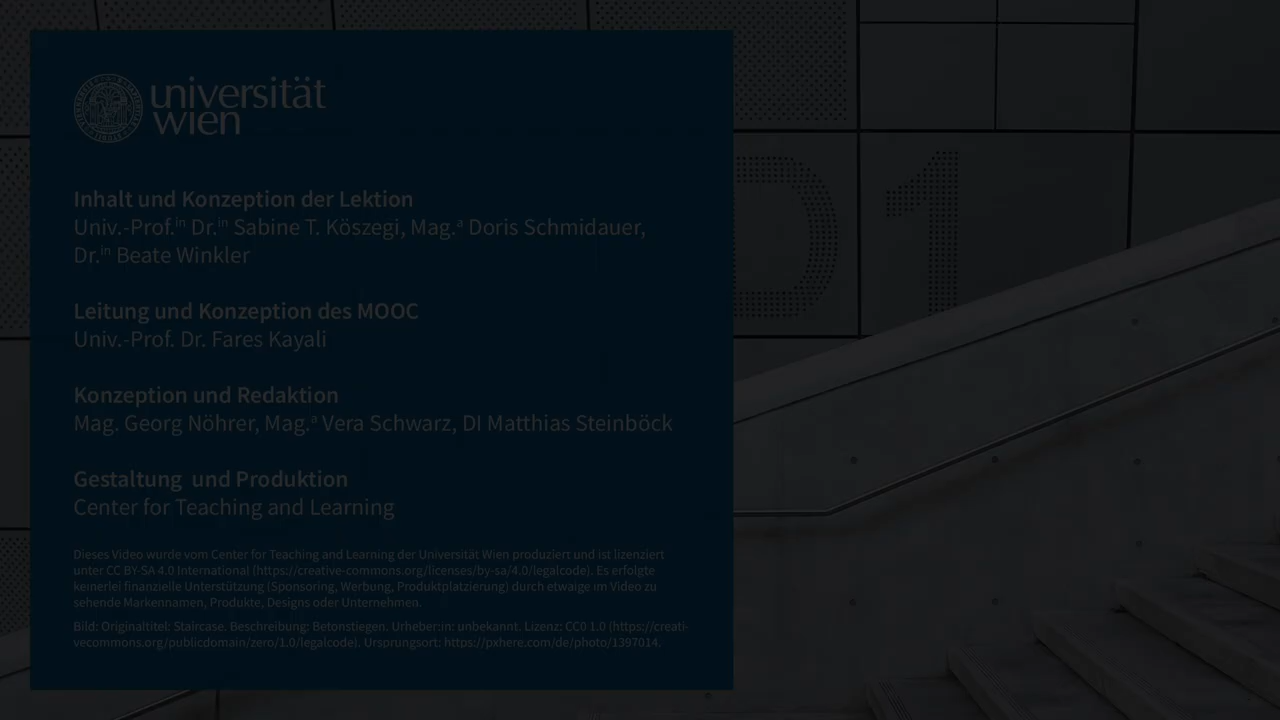 universität
wien
Inhalt und Konzeption der Lektion
Univ.-Prof.in Dr.in Sabine T. Köszegi, Mag.a Doris Schmidauer,
Dr.in Beate Winkler
Leitung und Konzeption des MOOC
Univ.-Prof. Dr. Fares Kayali
Konzeption und Redaktion
Mag. Georg Nöhrer, Mag.a Vera Schwarz, DI Matthias Steinböck
Gestaltung und Produktion
Center for Teaching and Learning
Dieses Video wurde vom Center for Teaching and Learning der Universität Wien produziert und ist lizenziert
unter CC BY-SA 4.0 International (https://creative-commons.org/licenses/by-sa/4.0/legalcode). Es erfolgte
keinerlei finanzielle Unterstützung (Sponsoring, Werbung, Produktplatzierung) durch etwaige im Video zu
sehende Markennamen, Produkte, Designs oder Unternehmen.
Bild: Originaltitel: Staircase. Beschreibung: Betonstiegen. Urheber:in: unbekannt. Lizenz: CC0 1.0 (https://creati-
vecommons.org/publicdomain/zero/1.0/legalcode). Ursprungsort: https://pxhere.com/de/photo/1397014.
D1